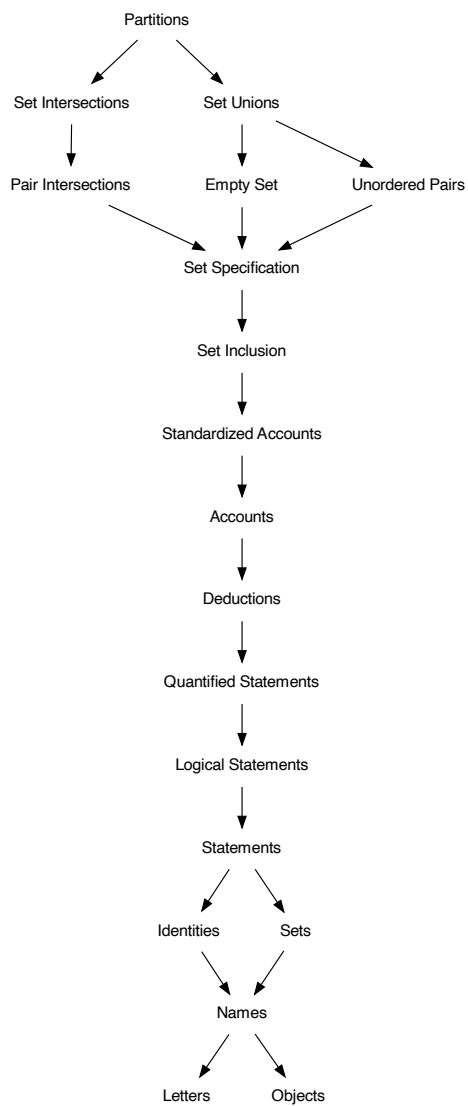 Partitions
Set Intersections
Set Unions
Pair Intersections
Empty Set
Unordered Pairs
Set Specification
Set Inclusion
Standardized Accounts
Accounts
Deductions
Quantified Statements
Logical Statements
Statements
Identities
Sets
Names
Letters
Objects